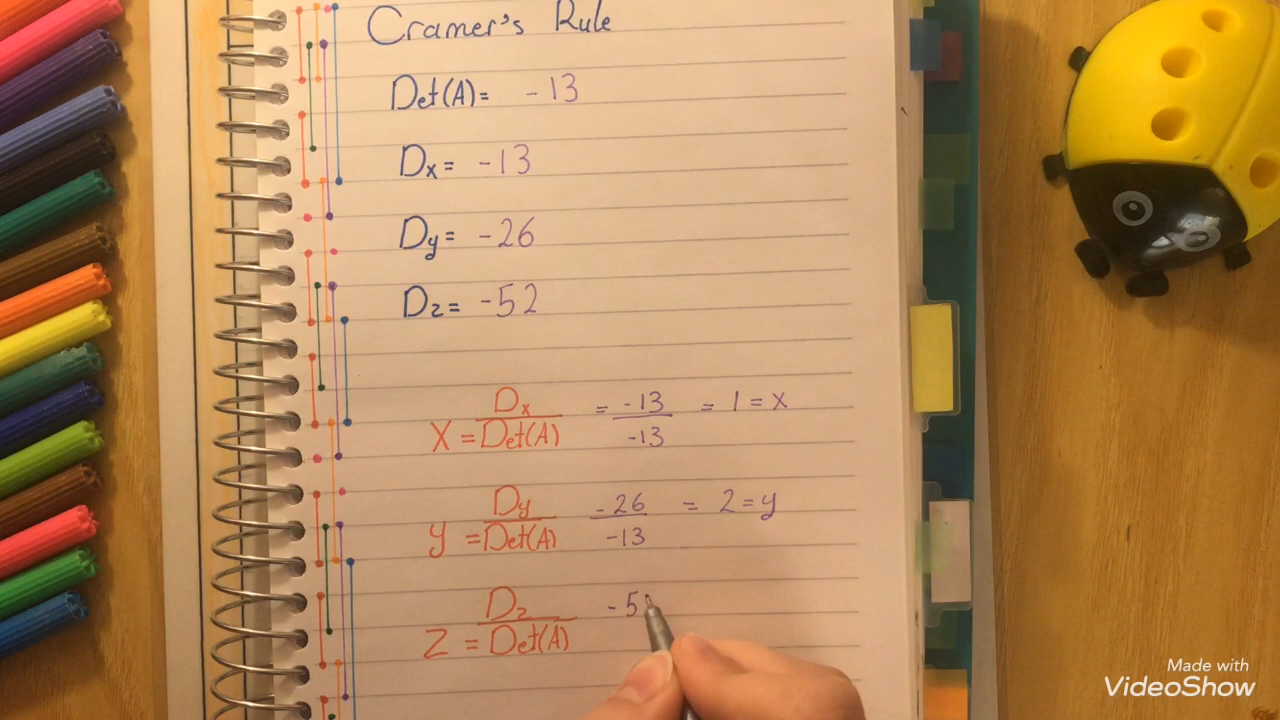 Cramer's Rule
Det(A)= -13
Dx= -13
Dy= -26
Dz= -52
X = Dx/Det(A) = -13/-13 = 1 = x
y = Dy/Det(A) -26/-13 = 2 = y
Z = Dz/Det(A) -5
Made with
VideoShow